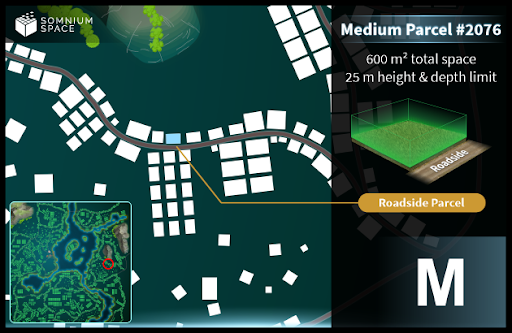 SOMNIUM
SPACE
Medium Parcel #2076
600 m² total space
25 m height & depth limit
Roadside
Roadside Parcel
M